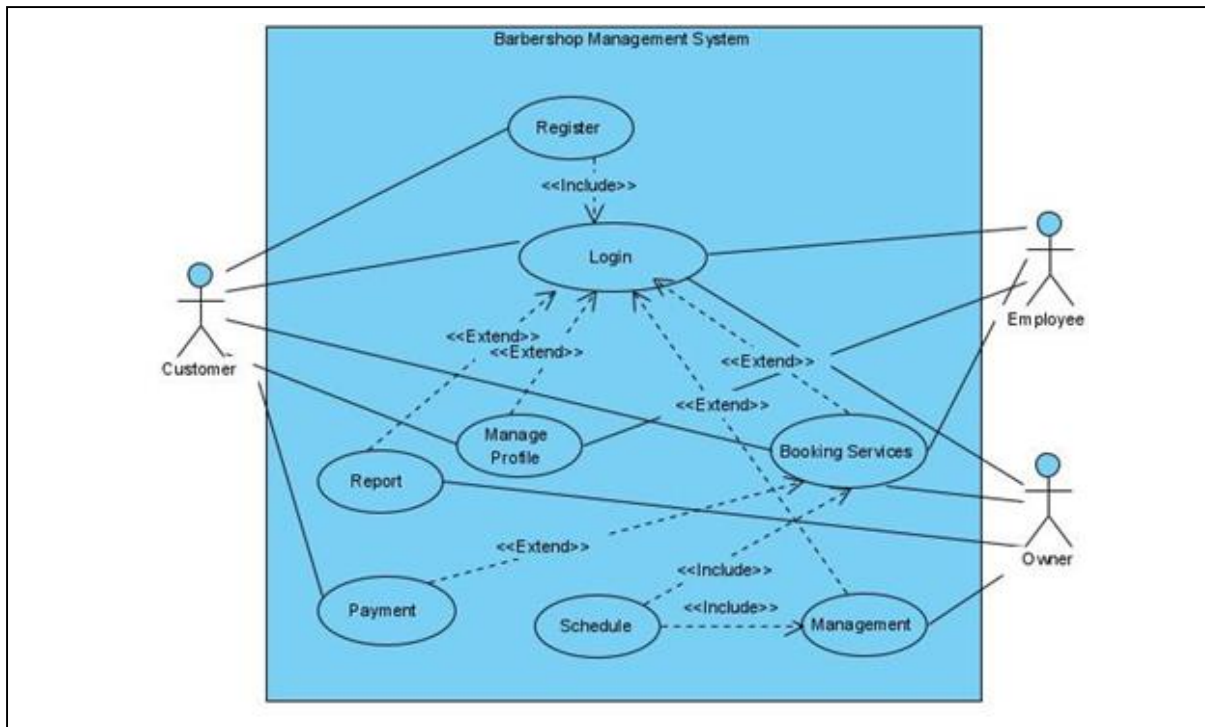 Barbershop Management System
Register
<<Include>>
Login
Customer
Employee
<<Extend>>
<<Extend>>
<<Extend>>
<<Extend>>
Manage
Profile
Booking Services
Report
<<Extend>>
<<Include>>
Owner
Payment
<<Include>>
Schedule
Management